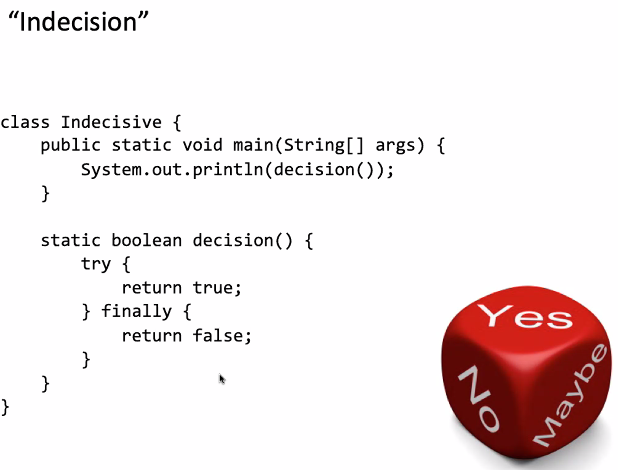 “Indecision”
class Indecisive {
    public static void main(String[] args) {
        System.out.println(decision());
    }
    static boolean decision() {
        try {
            return true;
        } finally {
            return false;
        }
    }
}
Yes
No
Maybe